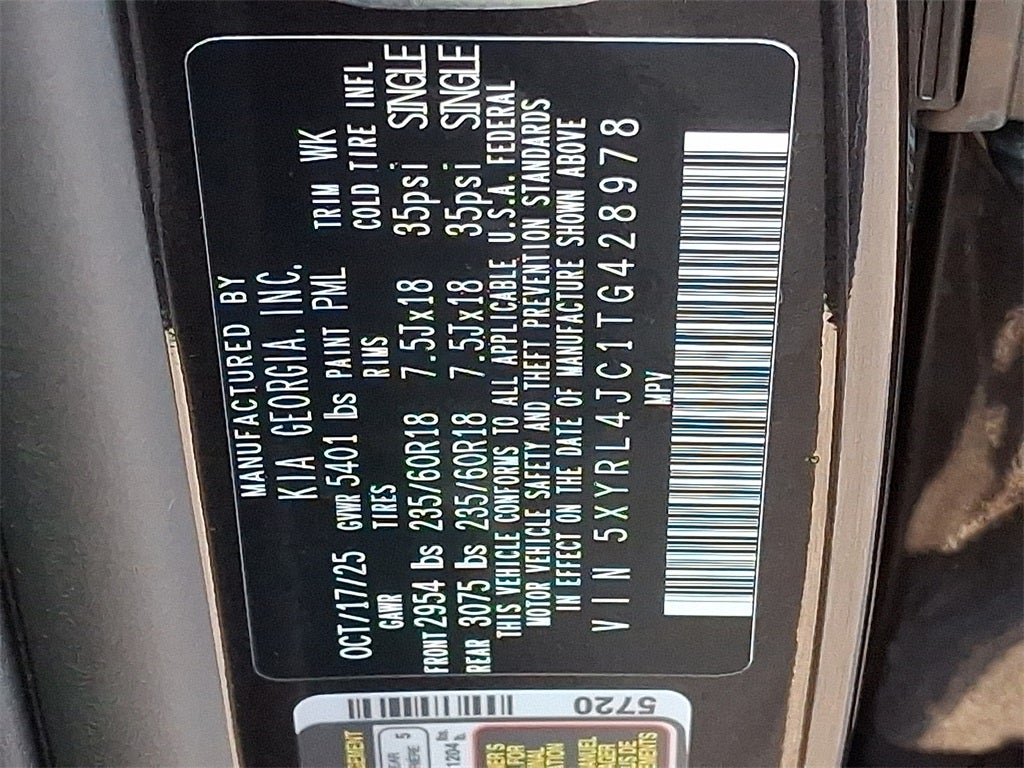 MANUFACTURED BY
KIA GEORGIA. INC.
OCT/17/25 GVWR 5401 lbs PAINT PML TRIM WK
GAWR TIRES RIMS COLD TIRE INFL
FRONT 2954 lbs 235/60R18 7.5Jx18 35psi SINGLE
REAR 3075 lbs 235/60R18 7.5Jx18 35psi SINGLE
THIS VEHICLE CONFORMS TO ALL APPLICABLE U.S.A. FEDERAL
MOTOR VEHICLE SAFETY AND THEFT PREVENTION STANDARDS
IN EFFECT ON THE DATE OF MANUFACTURE SHOWN ABOVE
VIN 5XYRL4JC1TG428978
MPV
5720
5
1204